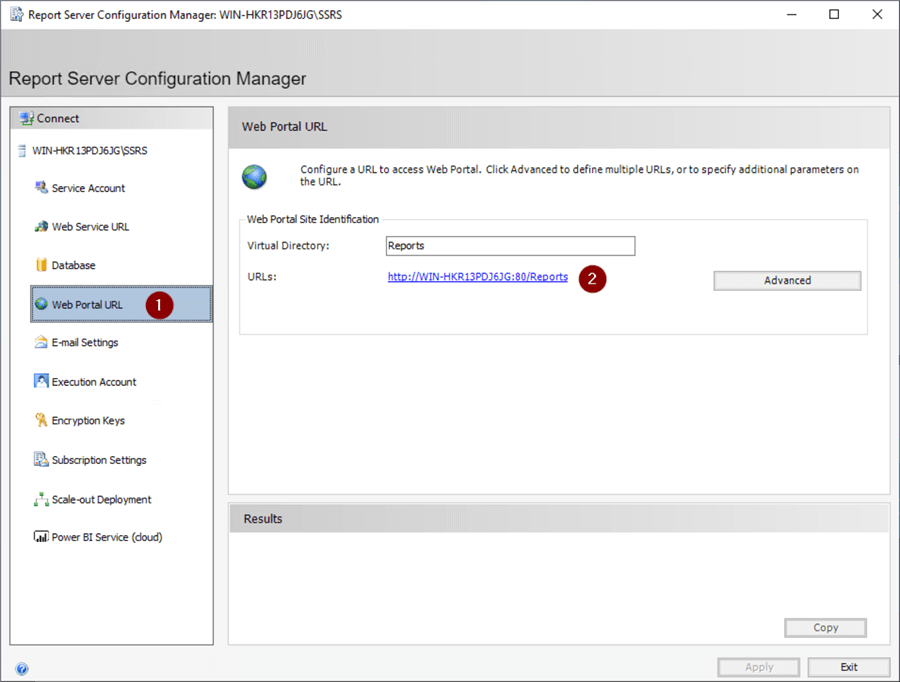 Report Server Configuration Manager: WIN-HKR13PDJ6JG\SSRS
Report Server Configuration Manager
Connect
WIN-HKR13PDJ6JG\SSRS
Service Account
Web Service URL
Database
Web Portal URL
1
E-mail Settings
Execution Account
Encryption Keys
Subscription Settings
Scale-out Deployment
Power BI Service (cloud)
Web Portal URL
Configure a URL to access Web Portal. Click Advanced to define multiple URLs, or to specify additional parameters on
the URL.
Web Portal Site Identification
Virtual Directory:
Reports
URLs:
http://WIN-HKR13PDJ6JG:80/Reports
2
Advanced
Results
Copy
Apply
Exit